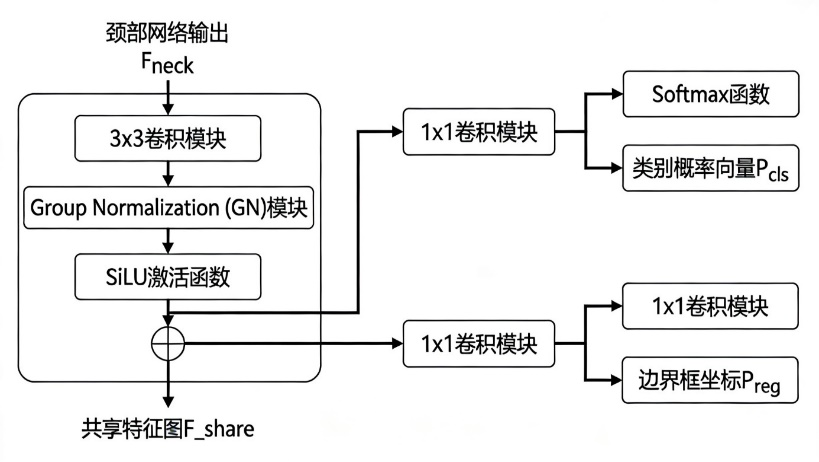 颈部网络输出
Fneck
3x3卷积模块
Group Normalization (GN)模块
SiLU激活函数
共享特征图F_share
1x1卷积模块
Softmax函数
类别概率向量Pcls
1x1卷积模块
1x1卷积模块
边界框坐标Preg